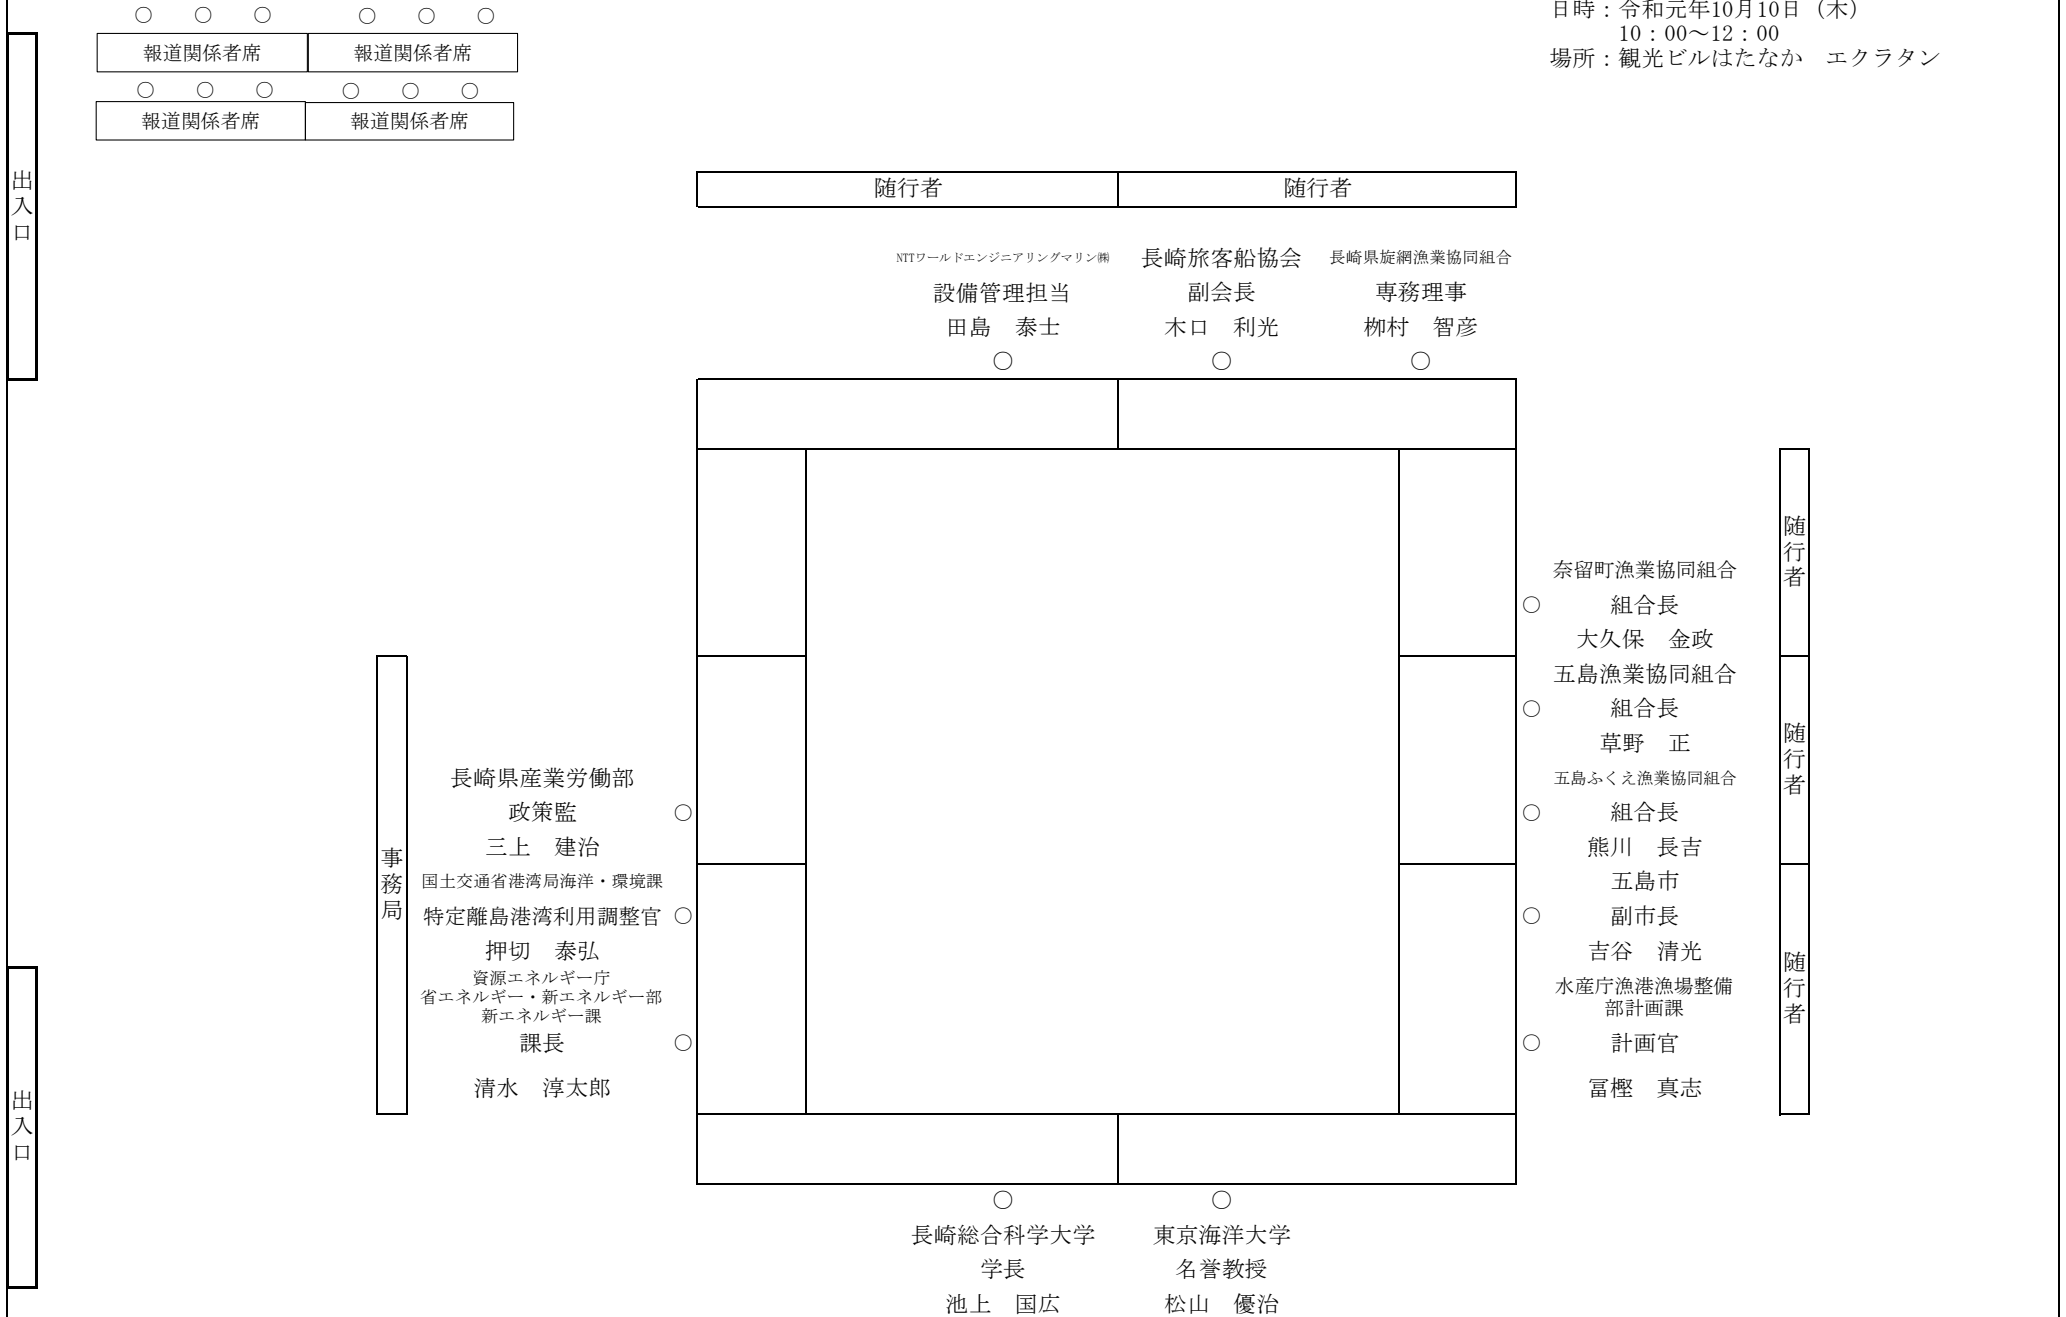 日時：令和元年10月10日（木）
10：00～12：00
場所：観光ビルはたなか　エクラタン
○　○　○　○　○　○
報道関係者席　報道関係者席
○　○　○　○　○　○
報道関係者席　報道関係者席
出入口
随行者　随行者
NTTワールドエンジニアリングマリン㈱
設備管理担当
田島　泰士
○
長崎旅客船協会
副会長
木口　利光
○
長崎県旋網漁業協同組合
専務理事
栁村　智彦
○
随行者
奈留町漁業協同組合
○　組合長
大久保　金政
五島漁業協同組合
○　組合長
草野　正
随行者
五島ふくえ漁業協同組合
○　組合長
熊川　長吉
五島市
○　副市長
吉谷　清光
随行者
水産庁漁港漁場整備
部計画課
○　計画官
冨樫　真志
事務局
長崎県産業労働部
政策監　○
三上　建治
国土交通省港湾局海洋・環境課
特定離島港湾利用調整官　○
押切　泰弘
資源エネルギー庁
省エネルギー・新エネルギー部
新エネルギー課
課長　○
清水　淳太郎
出入口
○
長崎総合科学大学
学長
池上　国広
○
東京海洋大学
名誉教授
松山　優治